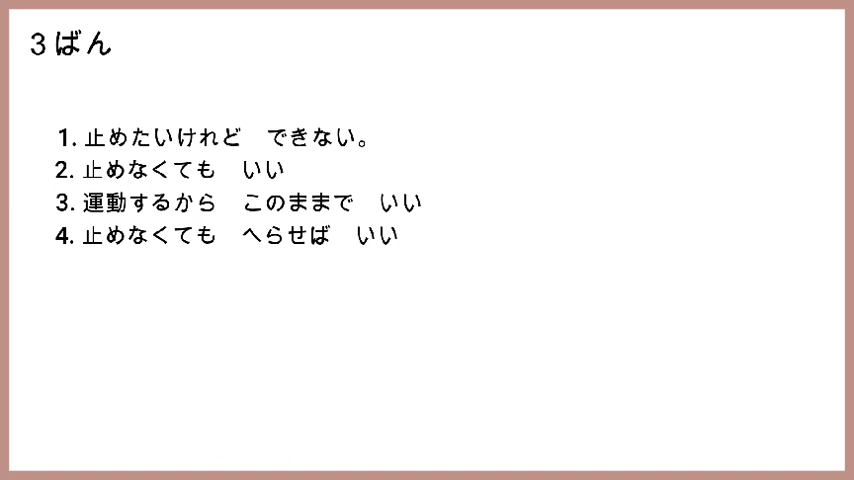 3ばん
1. 止めたいけれど　できない。
2. 止めなくても　いい
3. 運動するから　このままで　いい
4. 止めなくても　へらせば　いい